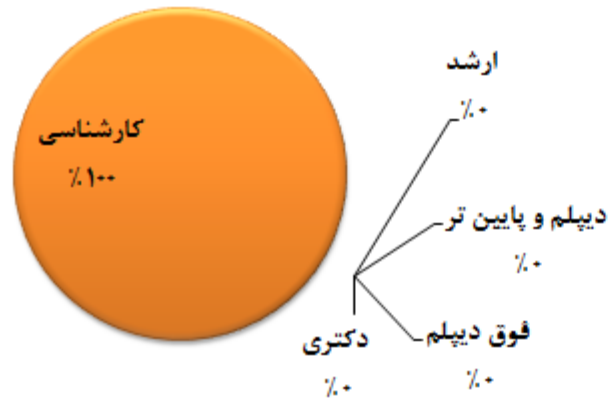 ارشد
٪۰
کارشناسی
٪۱۰۰
دیپلم و پایین تر
٪۰
فوق دیپلم
٪۰
دکتری
٪۰